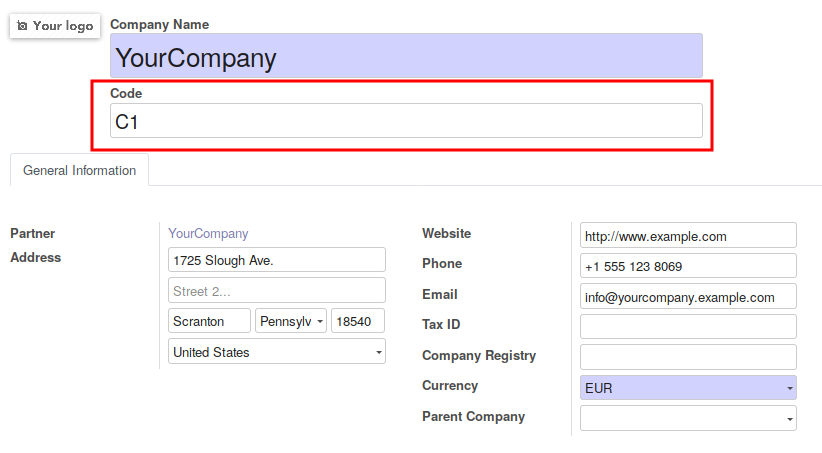 Your logo
Company Name
YourCompany
Code
C1
General Information
Partner
YourCompany
Address
1725 Slough Ave.
Street 2...
Scranton
Pennsylv
18540
United States
Website
http://www.example.com
Phone
+1 555 123 8069
Email
info@yourcompany.example.com
Tax ID
Company Registry
Currency
EUR
Parent Company